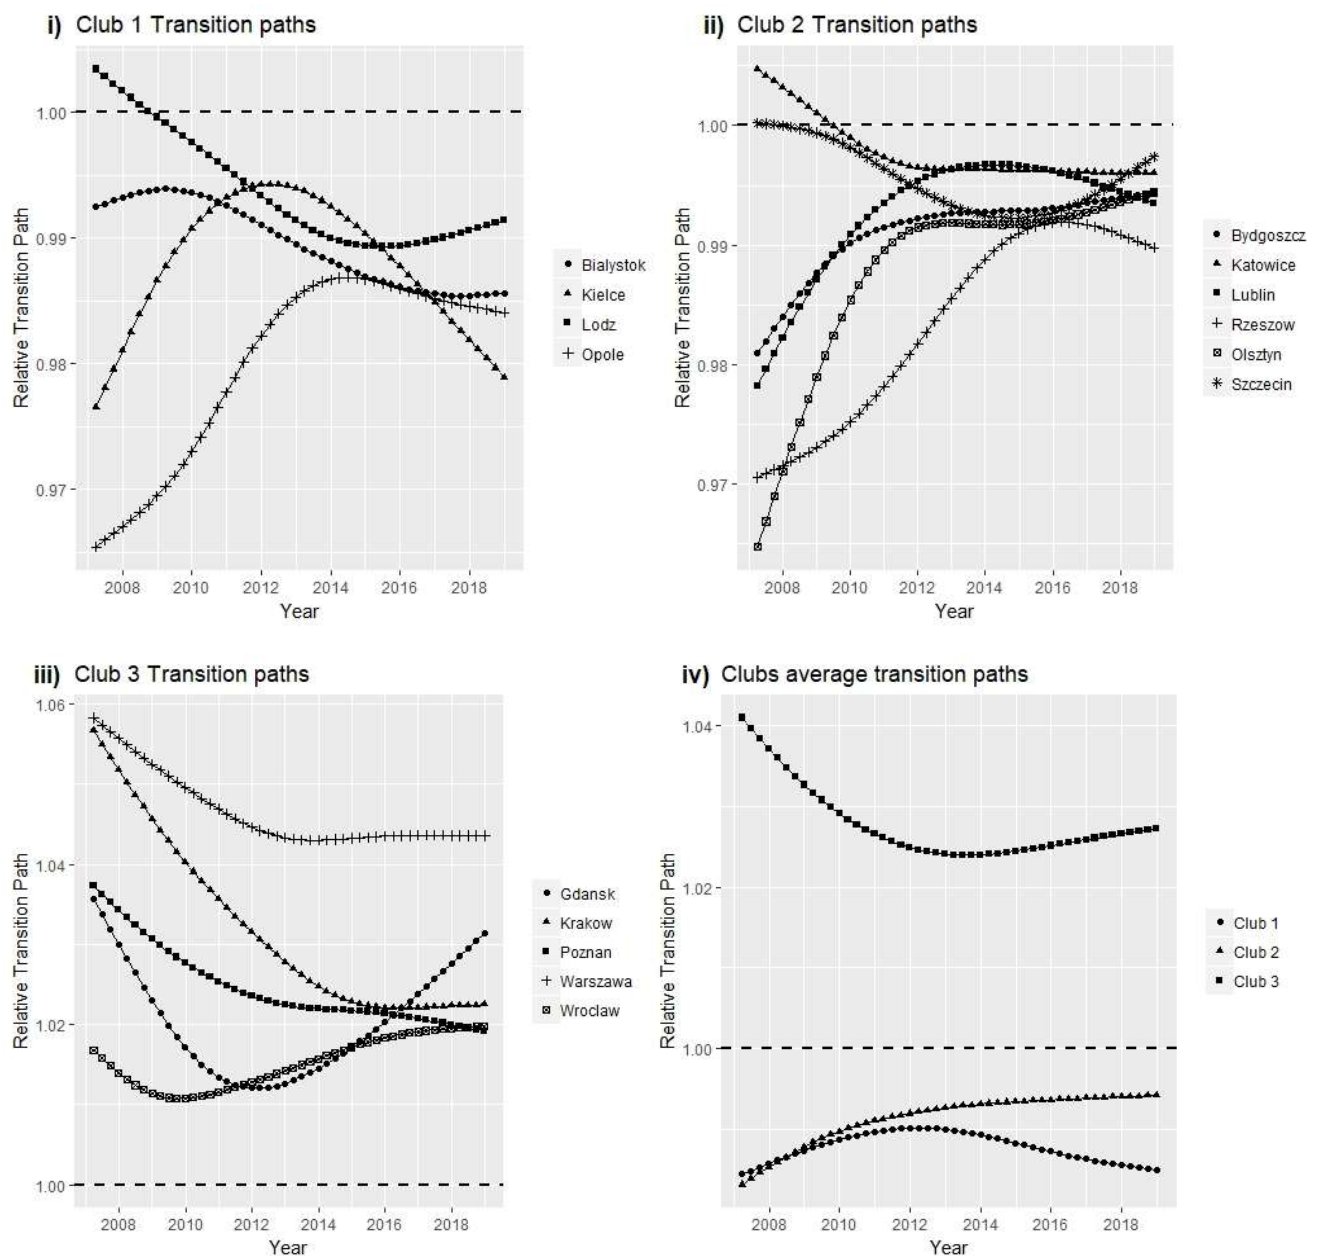 i) Club 1 Transition paths
Relative Transition Path
1.00
0.99
0.98
0.97
2008 2010 2012 2014 2016 2018
Year
Bialystok
Kielce
Lodz
Opole
ii) Club 2 Transition paths
Relative Transition Path
1.00
0.99
0.98
0.97
2008 2010 2012 2014 2016 2018
Year
Bydgoszcz
Katowice
Lublin
Rzeszow
Olsztyn
Szczecin
iii) Club 3 Transition paths
Relative Transition Path
1.06
1.04
1.02
1.00
2008 2010 2012 2014 2016 2018
Year
Gdansk
Krakow
Poznan
Warszawa
Wroclaw
iv) Clubs average transition paths
Relative Transition Path
1.04
1.02
1.00
2008 2010 2012 2014 2016 2018
Year
Club 1
Club 2
Club 3